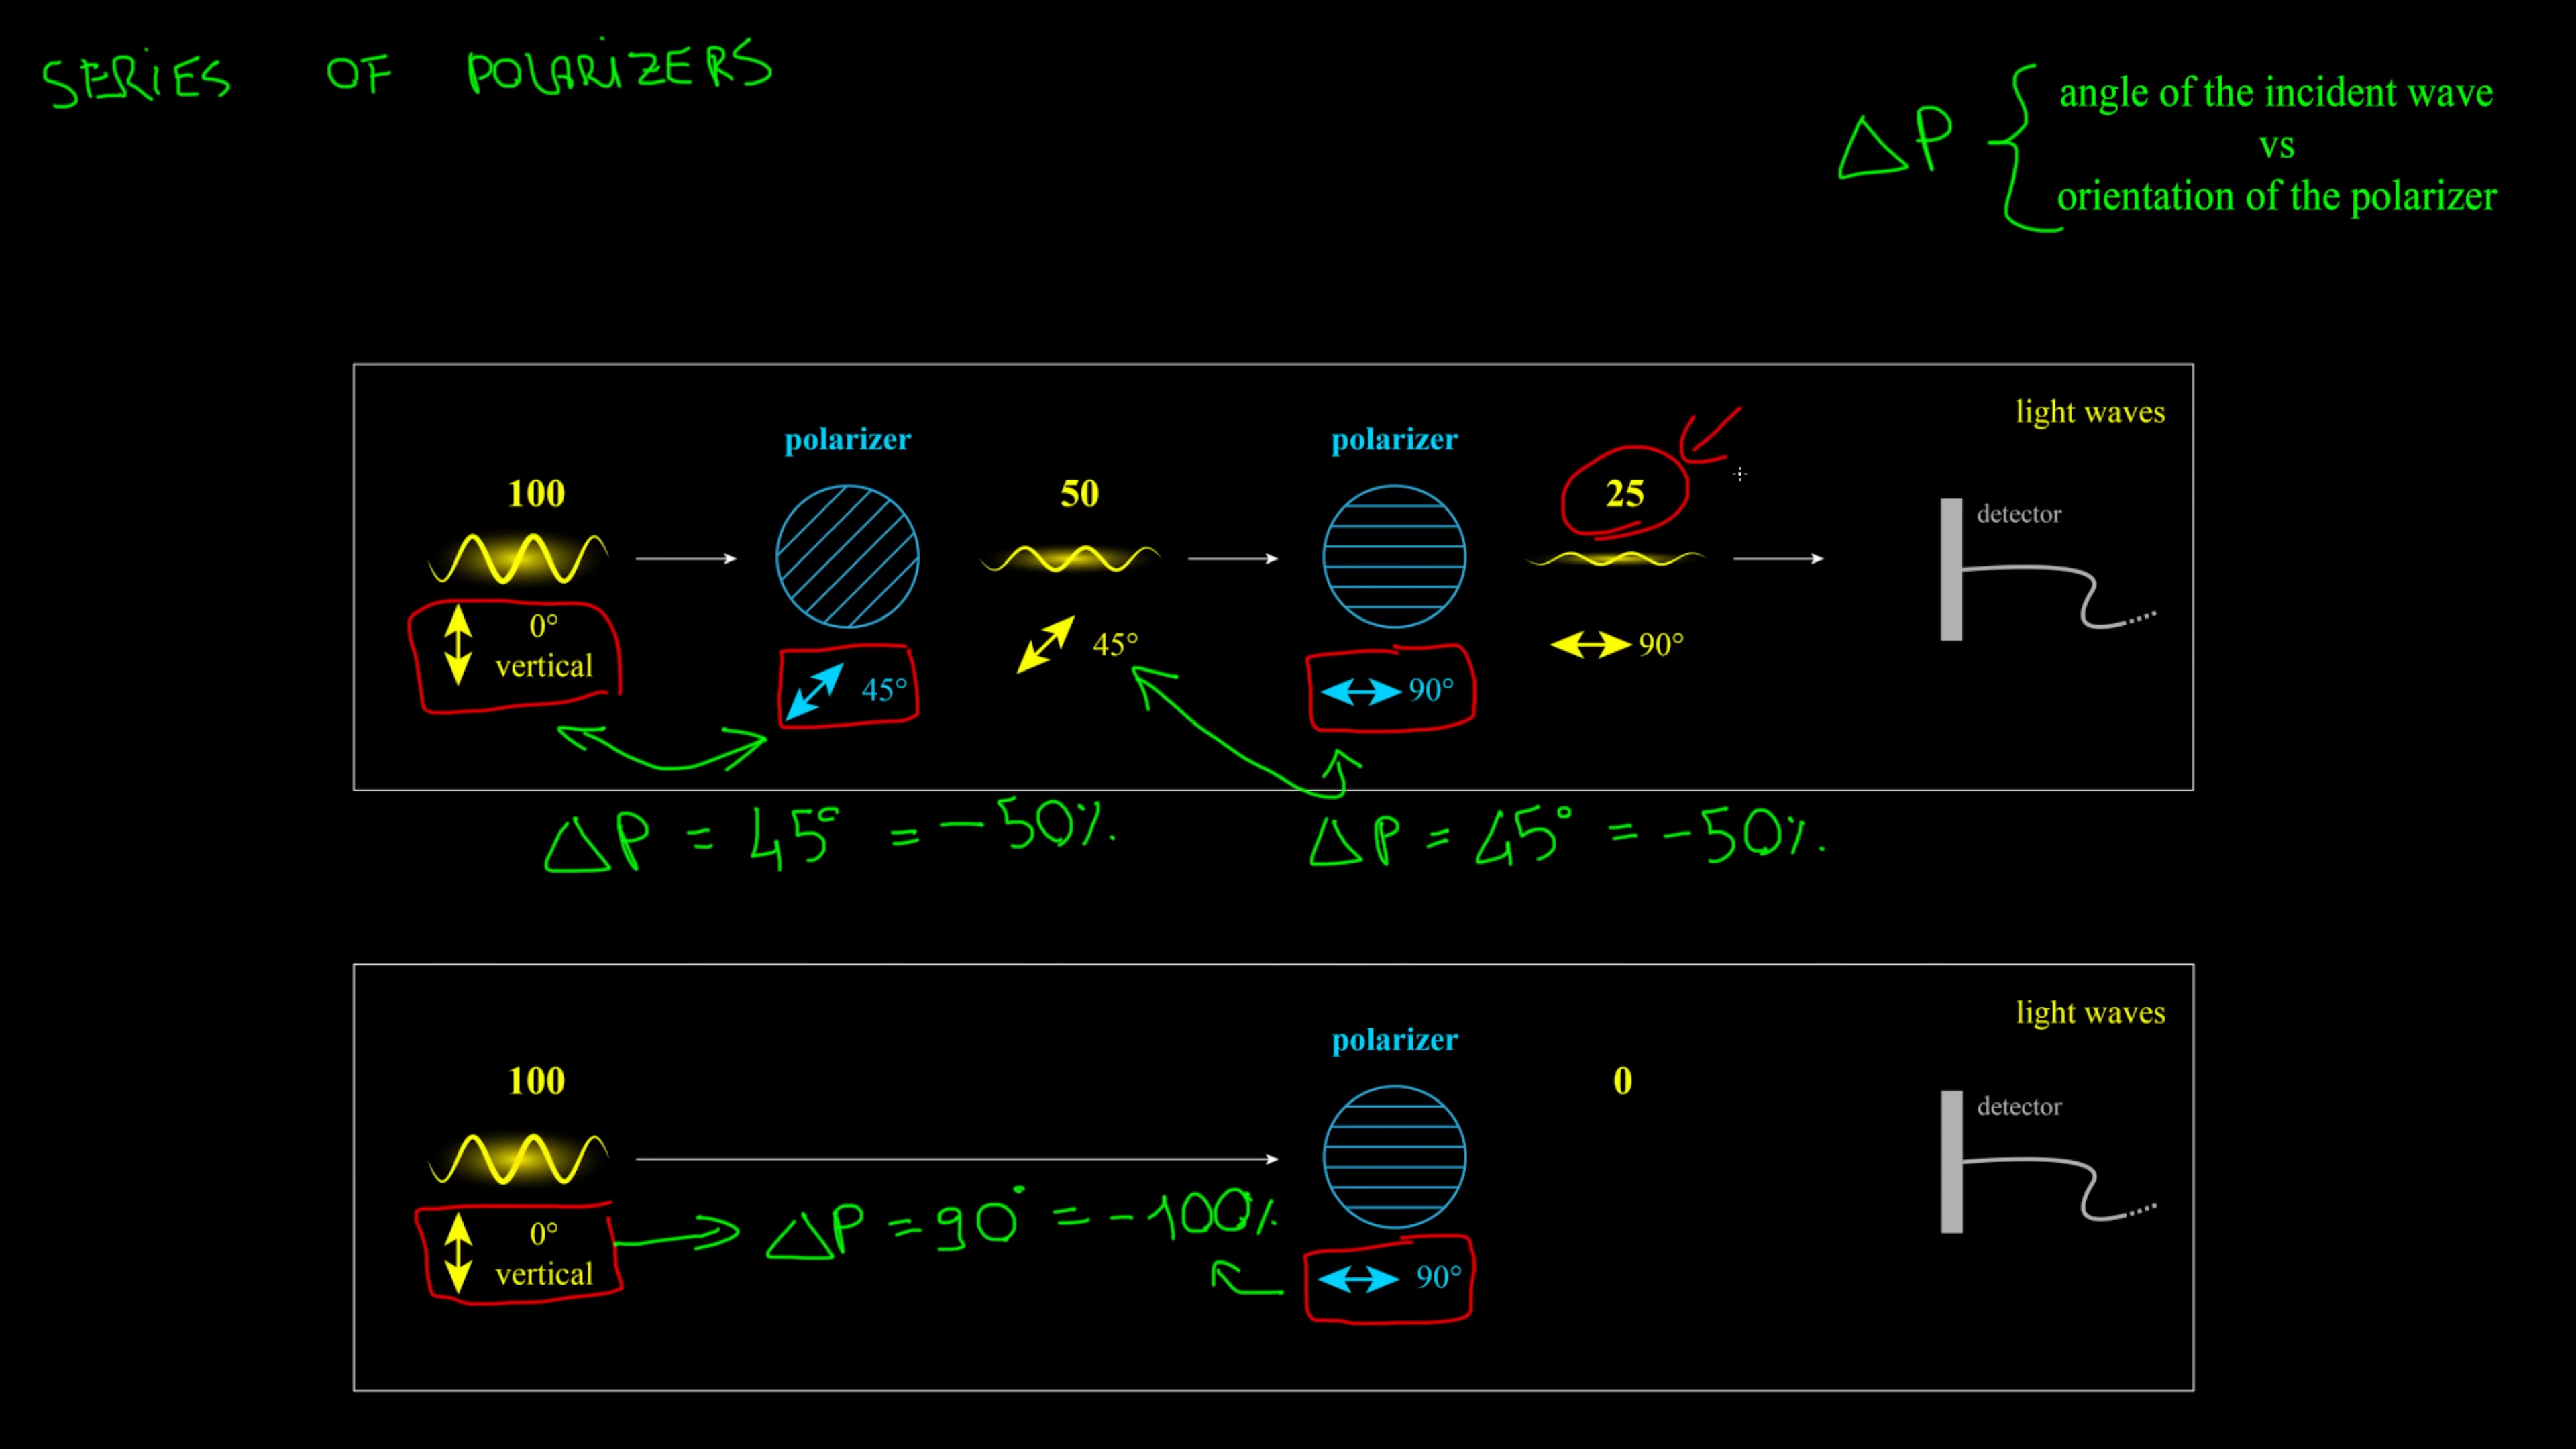 SERIES OF POLARIZERS
ΔP { angle of the incident wave
vs
orientation of the polarizer
light waves
polarizer
polarizer
100
50
25
detector
0°
vertical
45°
45°
90°
90°
ΔP = 45° = -50%
ΔP = 45° = -50%
light waves
polarizer
100
0
detector
0°
vertical
ΔP = 90° = -100%
90°